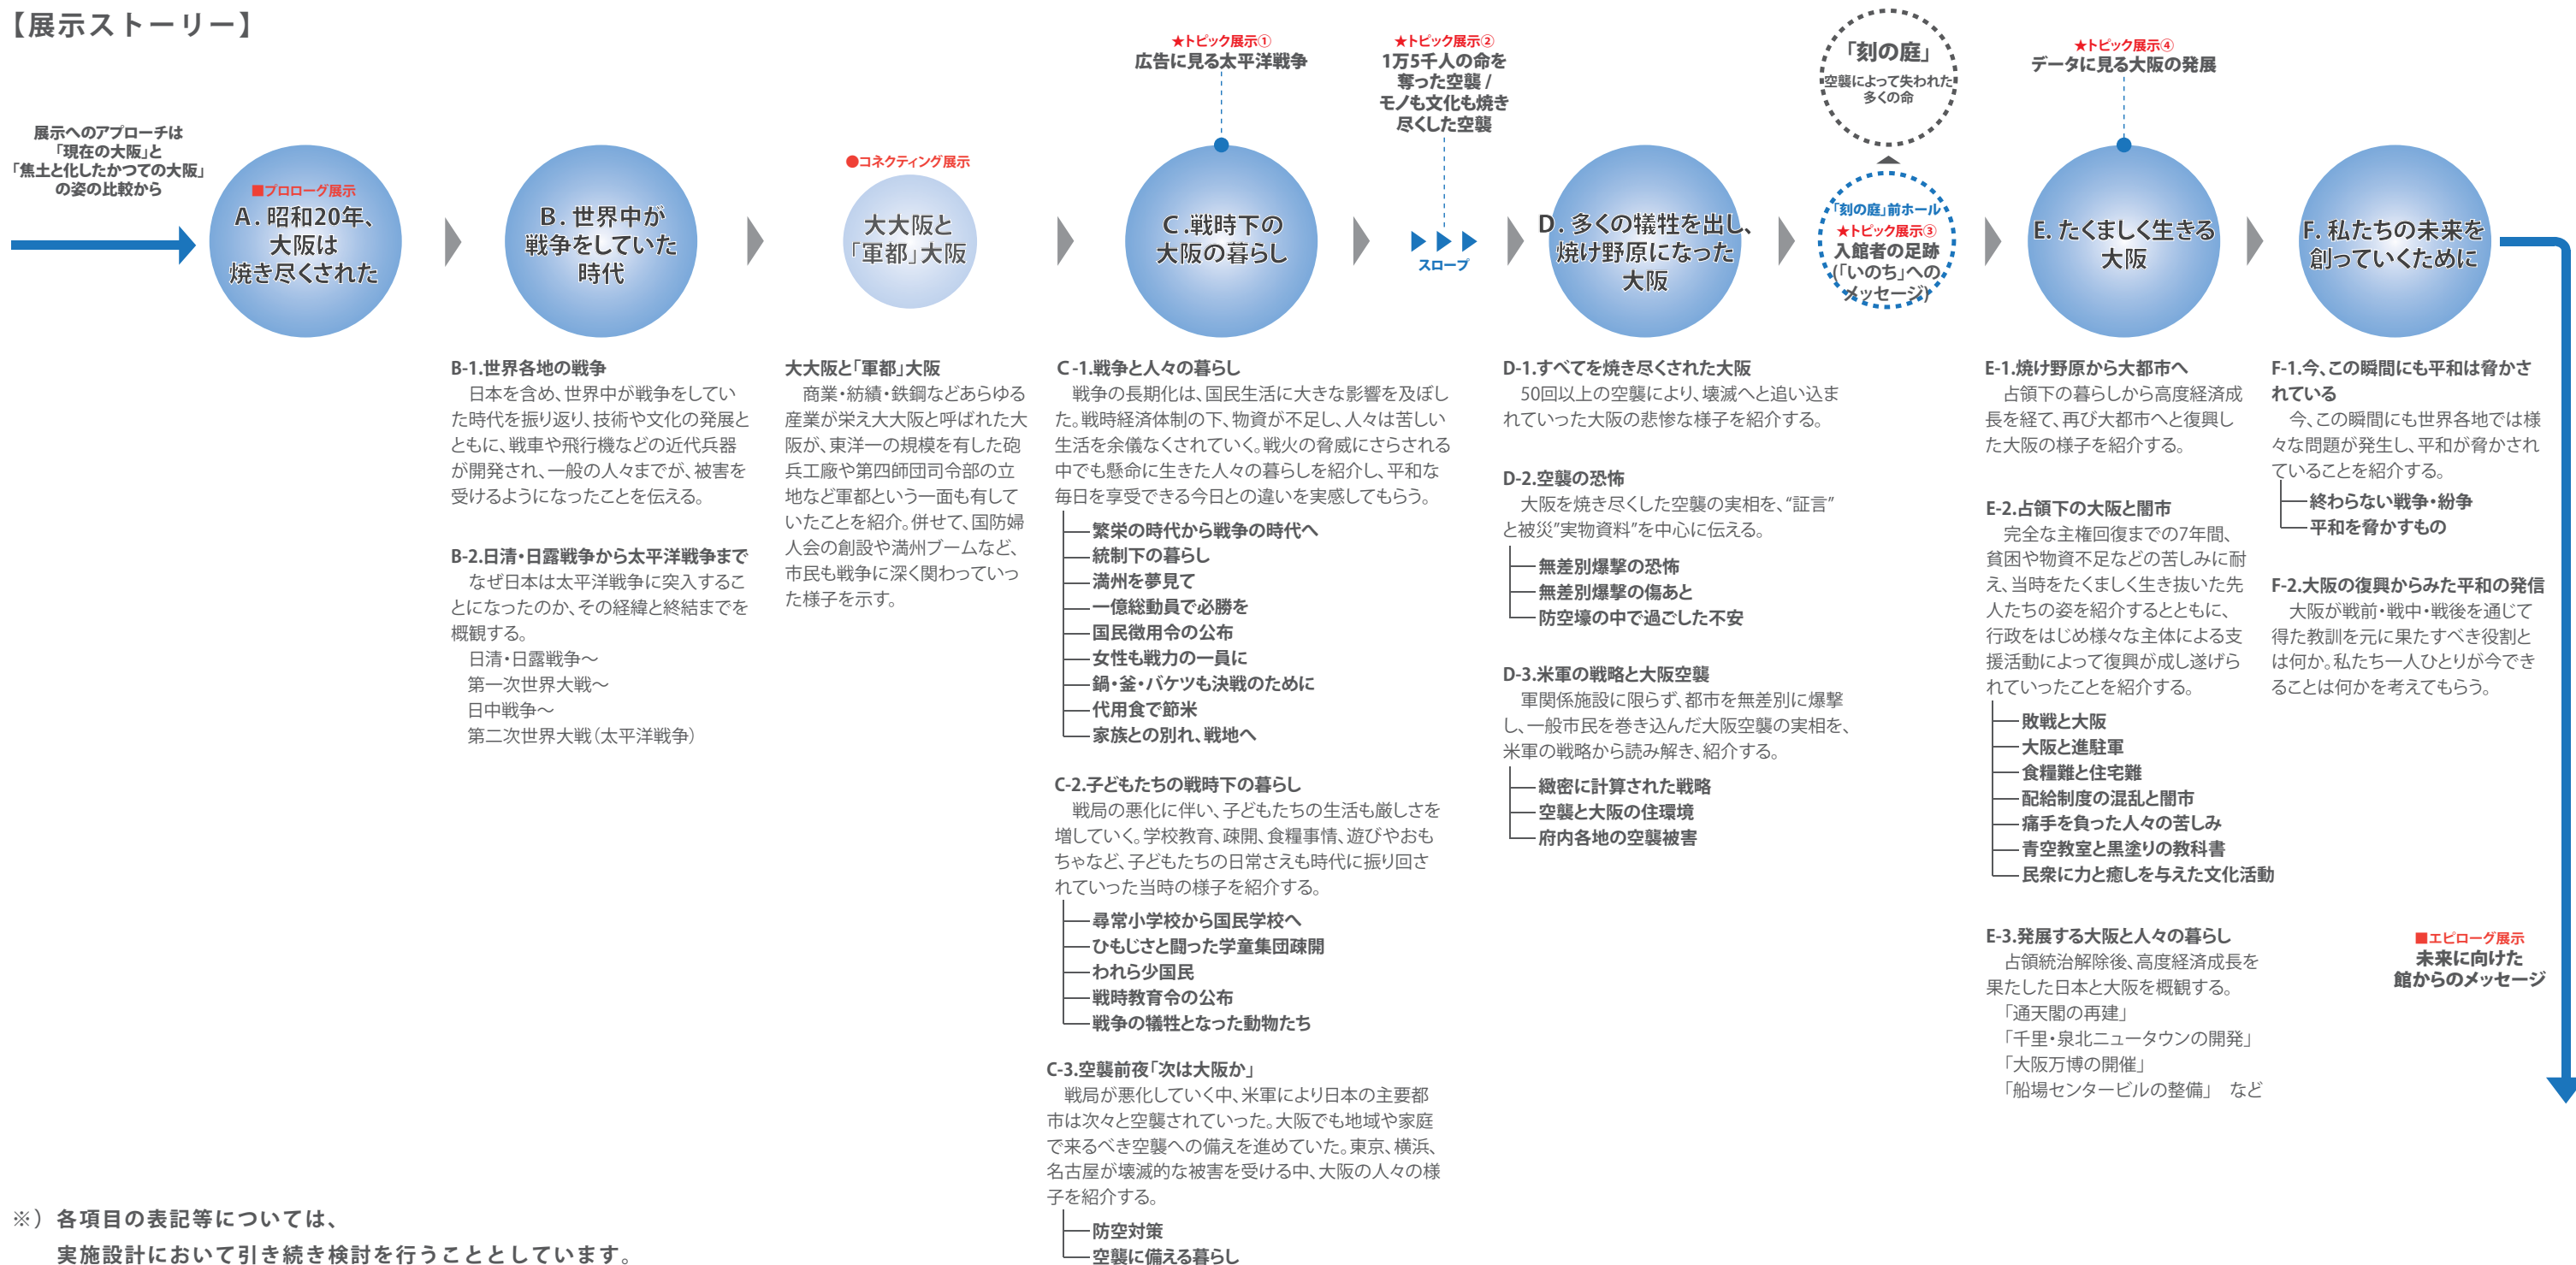 【展示ストーリー】
展示へのアプローチは
「現在の大阪」と
「焦土と化したかつての大阪」
の姿の比較から
■プロローグ展示
A. 昭和20年、
大阪は
焼き尽くされた
B. 世界中が
戦争をしていた
時代
●コネクティング展示
大大阪と
「軍都」大阪
★トピック展示①
広告に見る太平洋戦争
C.戦時下の
大阪の暮らし
★トピック展示②
1万5千人の命を
奪った空襲 /
モノも文化も焼き
尽くした空襲
スロープ
D. 多くの犠牲を出し、
焼け野原になった
大阪
「刻の庭」
空襲によって失われた
多くの命
「刻の庭」前ホール
★トピック展示③
入館者の足跡
(「いのち」への
メッセージ)
★トピック展示④
データに見る大阪の発展
E. たくましく生きる
大阪
F. 私たちの未来を
創っていくために
B-1.世界各地の戦争
日本を含め、世界中が戦争をしてい
た時代を振り返り、技術や文化の発展と
ともに、戦車や飛行機などの近代兵器
が開発され、一般の人々までが、被害を
受けるようになったことを伝える。
B-2.日清・日露戦争から太平洋戦争まで
なぜ日本は太平洋戦争に突入するこ
とになったのか、その経緯と終結までを
概観する。
日清・日露戦争～
第一次世界大戦～
日中戦争～
第二次世界大戦(太平洋戦争)
大大阪と「軍都」大阪
商業・紡績・鉄鋼などあらゆる
産業が栄え大大阪と呼ばれた大
阪が、東洋一の規模を有した砲
兵工廠や第四師団司令部の立
地など軍都という一面も有して
いたことを紹介。併せて、国防婦
人会の創設や満州ブームなど、
市民も戦争に深く関わっていっ
た様子を示す。
C-1.戦争と人々の暮らし
戦争の長期化は、国民生活に大きな影響を及ぼし
た。戦時経済体制の下、物資が不足し、人々は苦しい
生活を余儀なくされていく。戦火の脅威にさらされる
中でも懸命に生きた人々の暮らしを紹介し、平和な
毎日を享受できる今日との違いを実感してもらう。
繁栄の時代から戦争の時代へ
統制下の暮らし
満州を夢見て
一億総動員で必勝を
国民徴用令の公布
女性も戦力の一員に
鍋・釜・バケツも決戦のために
代用食で節米
家族との別れ、戦地へ
C-2.子どもたちの戦時下の暮らし
戦局の悪化に伴い、子どもたちの生活も厳しさを
増していく。学校教育、疎開、食糧事情、遊びやおも
ちゃなど、子どもたちの日常さえも時代に振り回さ
れていった当時の様子を紹介する。
尋常小学校から国民学校へ
ひもじさと闘った学童集団疎開
われら少国民
戦時教育令の公布
戦争の犠牲となった動物たち
C-3.空襲前夜「次は大阪か」
戦局が悪化していく中、米軍により日本の主要都
市は次々と空襲されていった。大阪でも地域や家庭
で来るべき空襲への備えを進めていた。東京、横浜、
名古屋が壊滅的な被害を受ける中、大阪の人々の様
子を紹介する。
防空対策
空襲に備える暮らし
D-1.すべてを焼き尽くされた大阪
50回以上の空襲により、壊滅へと追い込ま
れていった大阪の悲惨な様子を紹介する。
D-2.空襲の恐怖
大阪を焼き尽くした空襲の実相を、“証言”
と被災”実物資料”を中心に伝える。
無差別爆撃の恐怖
無差別爆撃の傷あと
防空壕の中で過ごした不安
D-3.米軍の戦略と大阪空襲
軍関係施設に限らず、都市を無差別に爆撃
し、一般市民を巻き込んだ大阪空襲の実相を、
米軍の戦略から読み解き、紹介する。
緻密に計算された戦略
空襲と大阪の住環境
府内各地の空襲被害
E-1.焼け野原から大都市へ
占領下の暮らしから高度経済成
長を経て、再び大都市へと復興し
た大阪の様子を紹介する。
E-2.占領下の大阪と闇市
完全な主権回復までの7年間、
貧困や物資不足などの苦しみに耐
え、当時をたくましく生き抜いた先
人たちの姿を紹介するとともに、
行政をはじめ様々な主体による支
援活動によって復興が成し遂げら
れていったことを紹介する。
敗戦と大阪
大阪と進駐軍
食糧難と住宅難
配給制度の混乱と闇市
痛手を負った人々の苦しみ
青空教室と黒塗りの教科書
民衆に力と癒しを与えた文化活動
E-3.発展する大阪と人々の暮らし
占領統治解除後、高度経済成長を
果たした日本と大阪を概観する。
「通天閣の再建」
「千里・泉北ニュータウンの開発」
「大阪万博の開催」
「船場センタービルの整備」 など
F-1.今、この瞬間にも平和は脅かさ
れている
今、この瞬間にも世界各地では様
々な問題が発生し、平和が脅かされ
ていることを紹介する。
終わらない戦争・紛争
平和を脅かすもの
F-2.大阪の復興からみた平和の発信
大阪が戦前・戦中・戦後を通じて
得た教訓を元に果たすべき役割と
は何か。私たち一人ひとりが今でき
ることは何かを考えてもらう。
■エピローグ展示
未来に向けた
館からのメッセージ
※）各項目の表記等については、
実施設計において引き続き検討を行うこととしています。